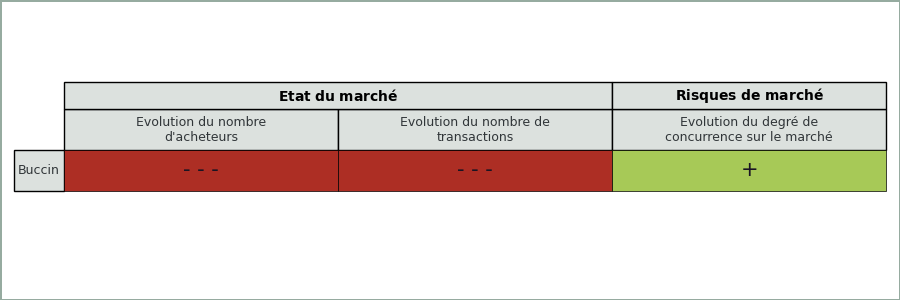 Etat du marché
Risques de marché
Evolution du nombre
d'acheteurs
Evolution du nombre de
transactions
Evolution du degré de
concurrence sur le marché
Buccin
- - -
- - -
+